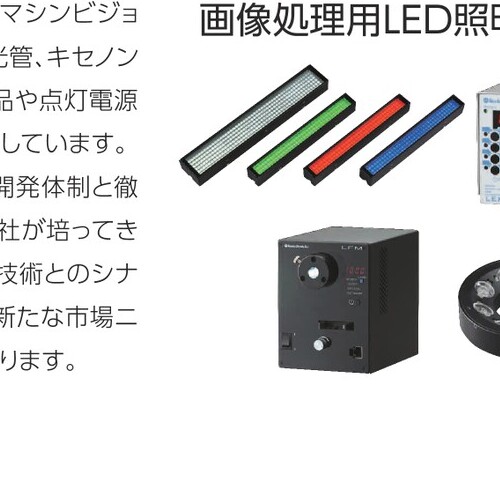 マシンビジョ
光管、キセノン
品や点灯電源
しています。
開発体制と徹
社が培ってき
技術とのシナ
新たな市場ニ
ります。
画像処理用LED照明
LFM